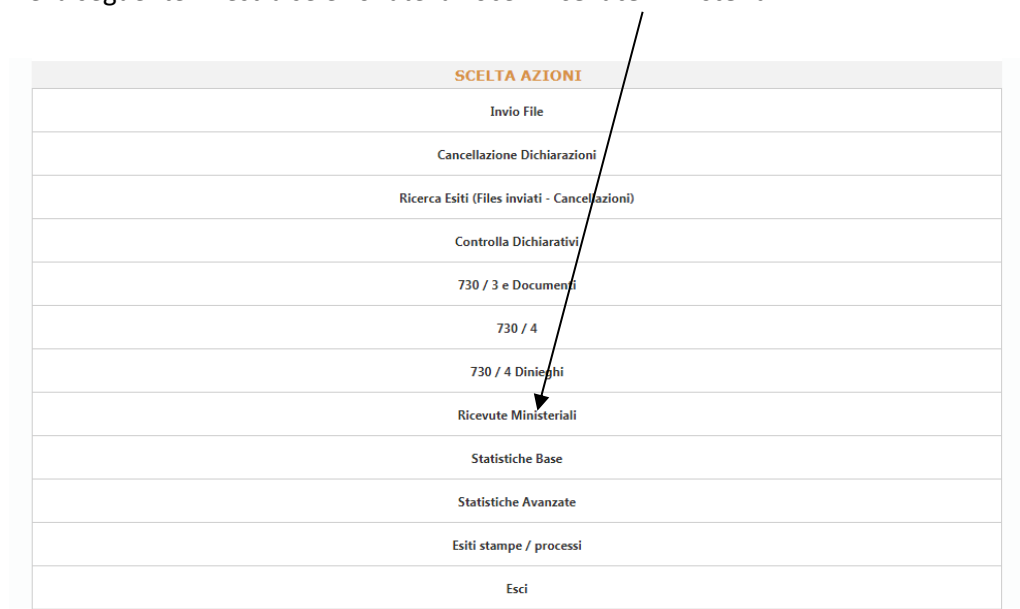 SCELTA AZIONI
Invio File
Cancellazione Dichiarazioni
Ricerca Esiti (Files inviati - Cancellazioni)
Controlla Dichiarativi
730 / 3 e Documenti
730 / 4
730 / 4 Dinieghi
Ricevute Ministeriali
Statistiche Base
Statistiche Avanzate
Esiti stampe / processi
Esci